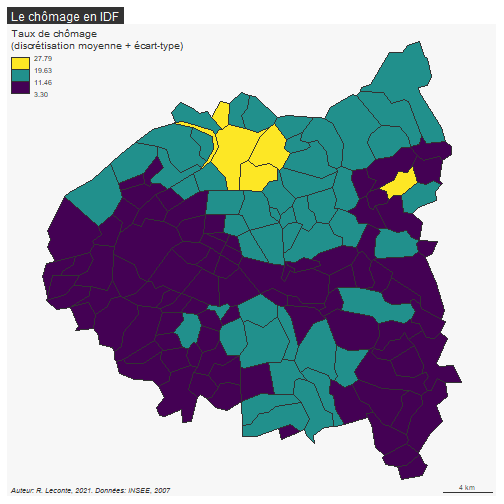 Le chômage en IDF
Taux de chômage
(discrétisation moyenne + écart-type)
27.79
19.63
11.46
3.30
Auteur: R. Leconte, 2021. Données: INSEE, 2007
4 km